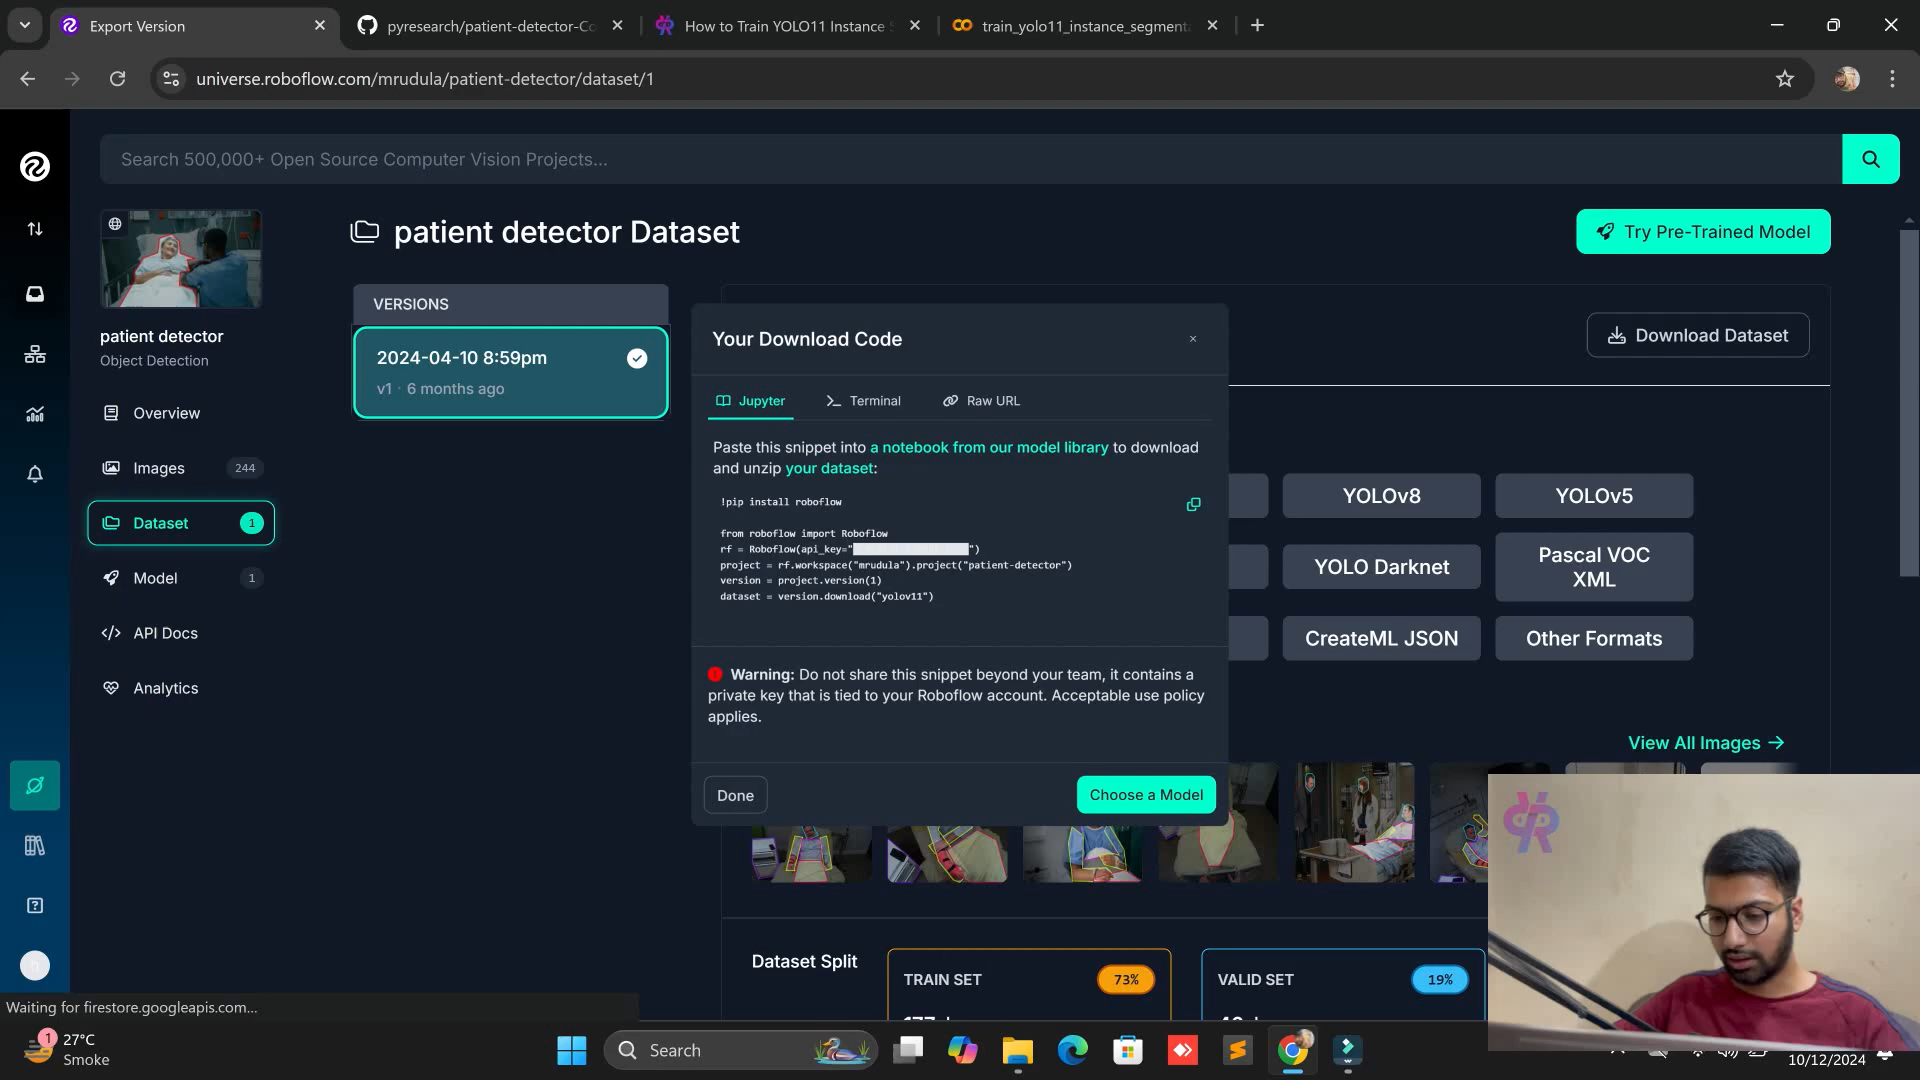 Export Version
pyresearch/patient-detector-Co
How to Train YOLO11 Instance S
train_yolo11_instance_segmenta
universe.roboflow.com/mrudula/patient-detector/dataset/1
Search 500,000+ Open Source Computer Vision Projects...
patient detector Dataset
Try Pre-Trained Model
VERSIONS
2024-04-10 8:59pm
v1 · 6 months ago
Download Dataset
patient detector
Object Detection
Overview
Images 244
Dataset 1
Model 1
API Docs
Analytics
Your Download Code
Jupyter
Terminal
Raw URL
Paste this snippet into a notebook from our model library to download
and unzip your dataset:
!pip install roboflow
from roboflow import Roboflow
rf = Roboflow(api_key="")
project = rf.workspace("mrudula").project("patient-detector")
version = project.version(1)
dataset = version.download("yolov11")
Warning: Do not share this snippet beyond your team, it contains a
private key that is tied to your Roboflow account. Acceptable use policy
applies.
Done
Choose a Model
YOLOv8
YOLOv5
YOLO Darknet
Pascal VOC
XML
CreateML JSON
Other Formats
View All Images
Dataset Split
TRAIN SET
73%
VALID SET
19%
Waiting for firestore.googleapis.com...
1
27°C
Smoke
Search
10/12/2024